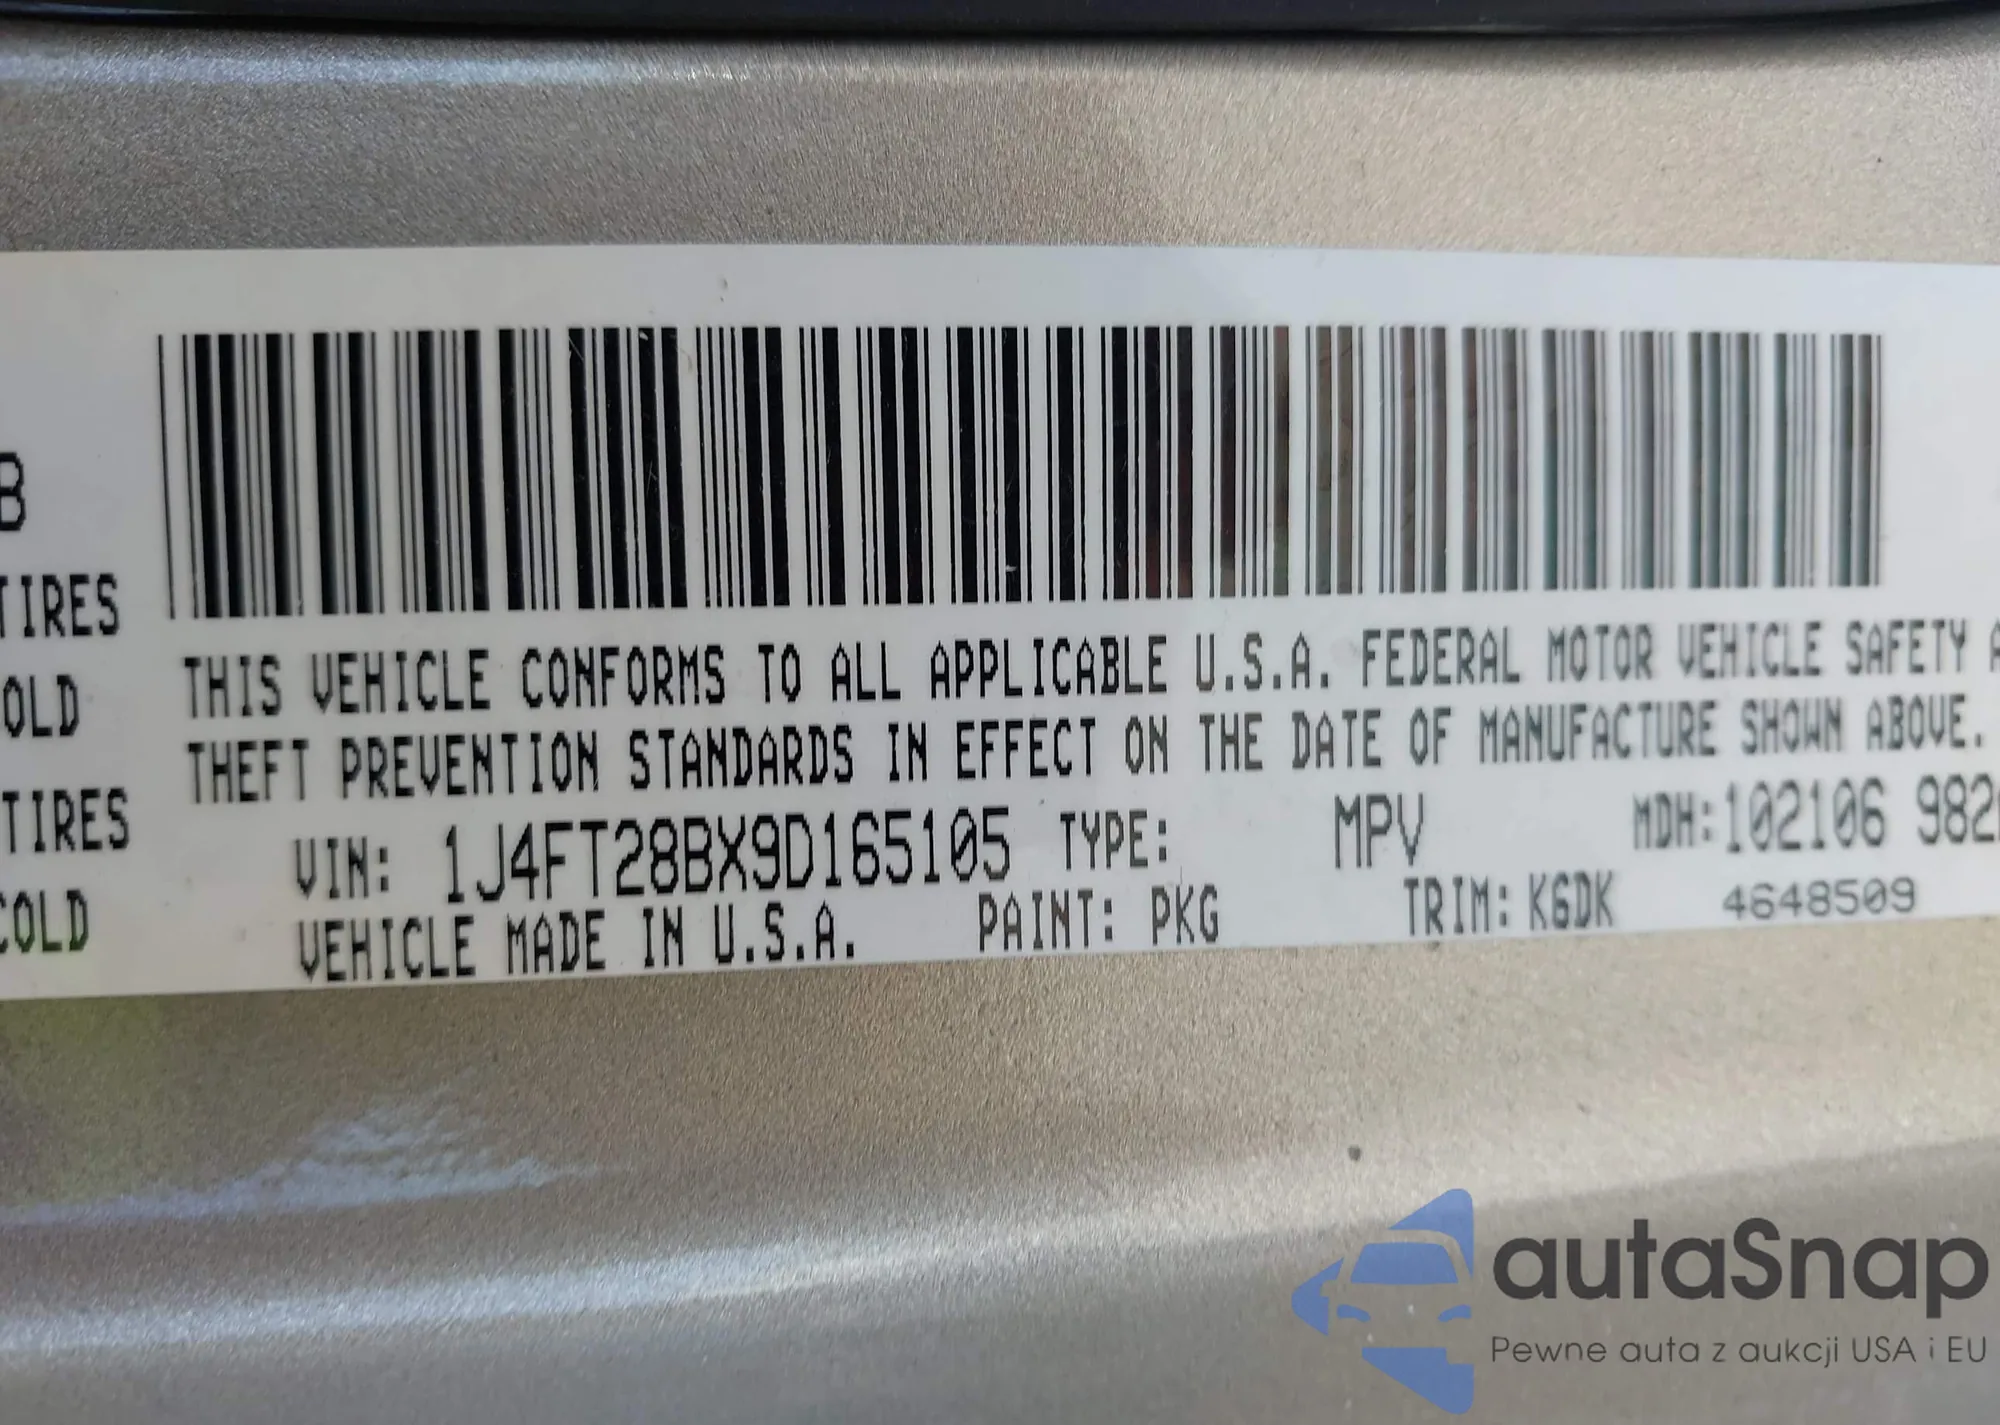 B
TIRES
OLD
TIRES
COLD
THIS VEHICLE CONFORMS TO ALL APPLICABLE U.S.A. FEDERAL MOTOR VEHICLE SAFETY A
THEFT PREVENTION STANDARDS IN EFFECT ON THE DATE OF MANUFACTURE SHOWN ABOVE.
VIN: 1J4FT28BX9D165105 TYPE: MPV MDH:102106 982
VEHICLE MADE IN U.S.A. PAINT: PKG TRIM: K6DK 4648509
autaSnap
Pewne auta z aukcji USA i EU